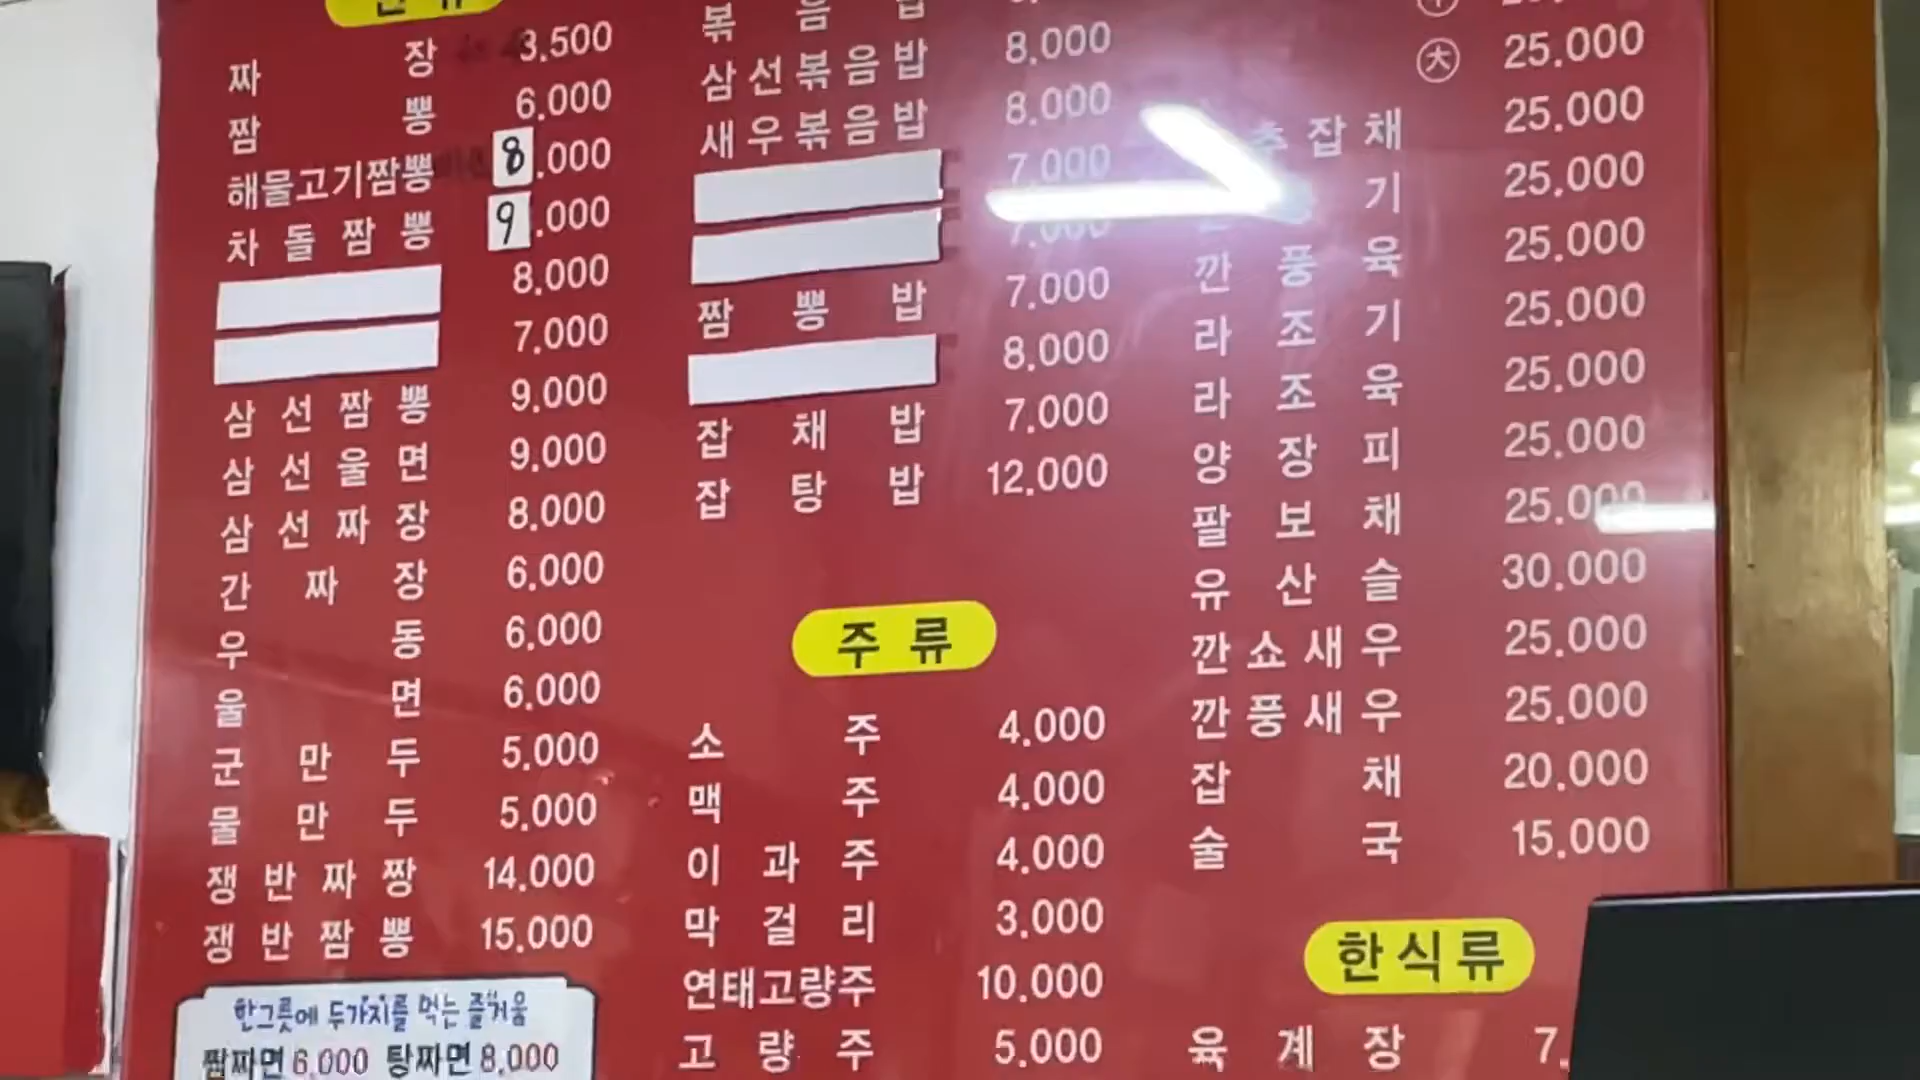 짜장 3.500
짬뽕 6.000
해물고기짬뽕 8.000
차돌짬뽕 9.000
8.000
7.000
삼선짬뽕 9.000
삼선울면 9.000
삼선짜장 8.000
간짜장 6.000
우동 6.000
울면 6.000
군만두 5.000
물만두 5.000
쟁반짜장 14.000
쟁반짬뽕 15.000
한그릇에 두가지를 먹는 즐거움
짬짜면 6,000 탕짜면 8,000
볶음밥
삼선볶음밥 8.000
새우볶음밥 8.000
7.000
7.000
짬뽕밥 7.000
8.000
잡채밥 7.000
잡탕밥 12.000
주류
소주 4.000
맥주 4.000
이과주 4.000
막걸리 3.000
연태고량주 10.000
고량주 5.000
大 25.000
추잡채 25.000
기 25.000
깐풍육 25.000
라조기 25.000
라조육 25.000
양장피 25.000
팔보채 25.000
유산슬 30.000
깐쇼새우 25.000
깐풍새우 25.000
잡채 20.000
술국 15.000
한식류
육계장 7.